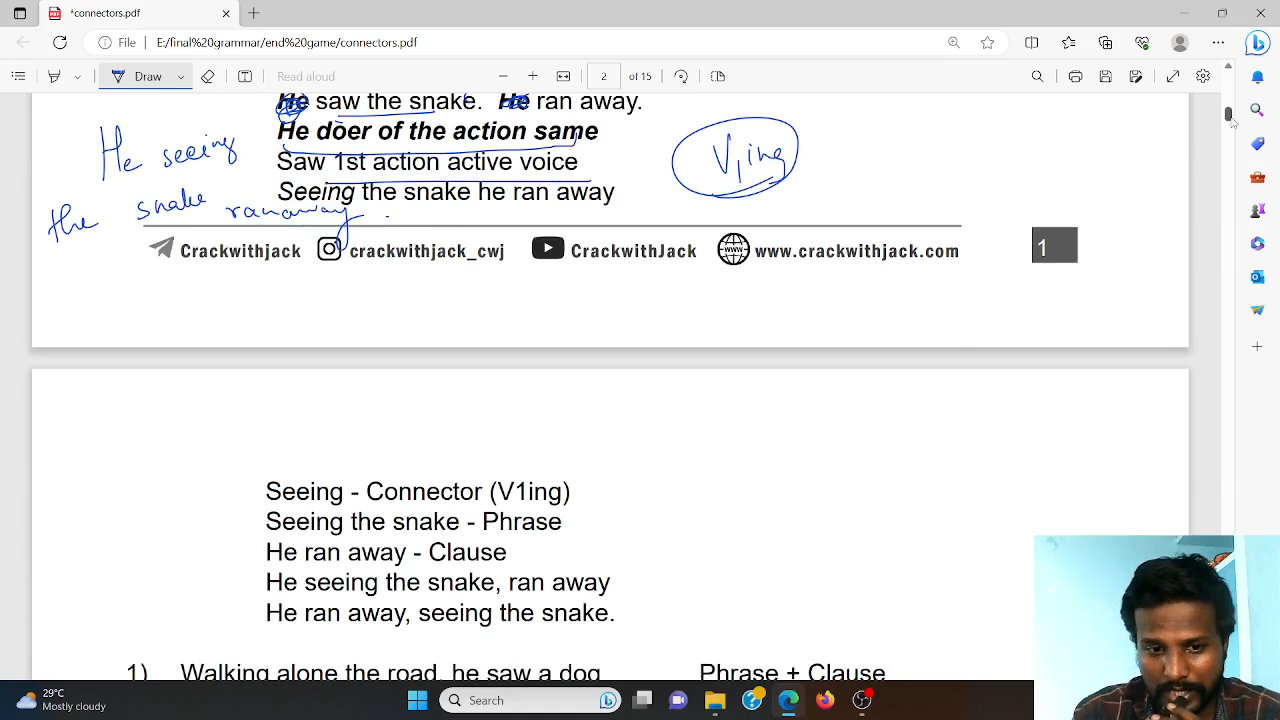 *connectors.pdf
File E:/final%20grammar/end%20game/connectors.pdf
Draw Read aloud 2 of 15
He saw the snake. He ran away.
He doer of the action same
Saw 1st action active voice
Seeing the snake he ran away
He seeing
the snake ranaway.
V1ing
Crackwithjack crackwithjack_cwj CrackwithJack www.crackwithjack.com 1
Seeing - Connector (V1ing)
Seeing the snake - Phrase
He ran away - Clause
He seeing the snake, ran away
He ran away, seeing the snake.
1) Walking alone the road, he saw a dog Phrase + Clause
29°C
Mostly cloudy
Search